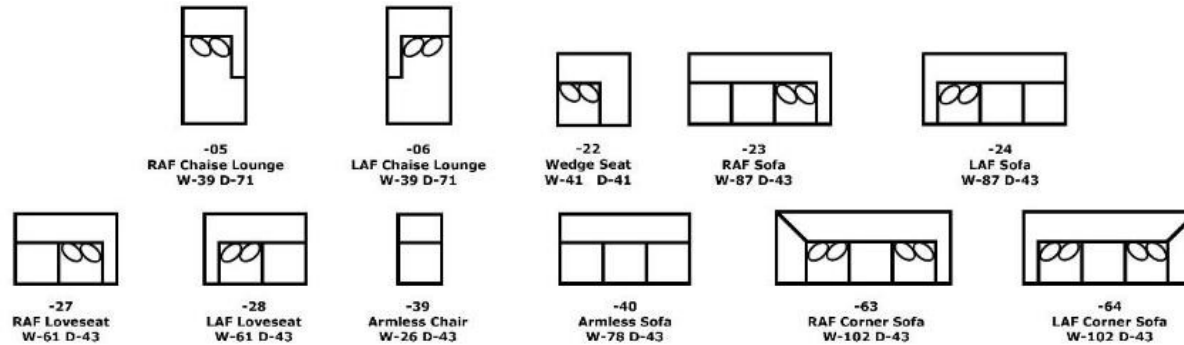 -05
RAF Chaise Lounge
W-39 D-71
-06
LAF Chaise Lounge
W-39 D-71
-22
Wedge Seat
W-41 D-41
-23
RAF Sofa
W-87 D-43
-24
LAF Sofa
W-87 D-43
-27
RAF Loveseat
W-61 D-43
-28
LAF Loveseat
W-61 D-43
-39
Armless Chair
W-26 D-43
-40
Armless Sofa
W-78 D-43
-63
RAF Corner Sofa
W-102 D-43
-64
LAF Corner Sofa
W-102 D-43